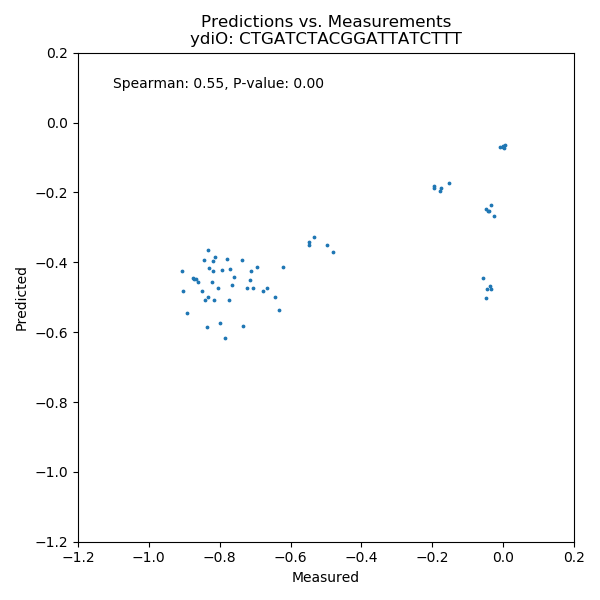 Predictions vs. Measurements
ydiO: CTGATCTACGGATTATCTTT
Spearman: 0.55, P-value: 0.00
0.2
0.0
−0.2
−0.4
−0.6
−0.8
−1.0
−1.2
Predicted
−1.2 −1.0 −0.8 −0.6 −0.4 −0.2 0.0 0.2
Measured